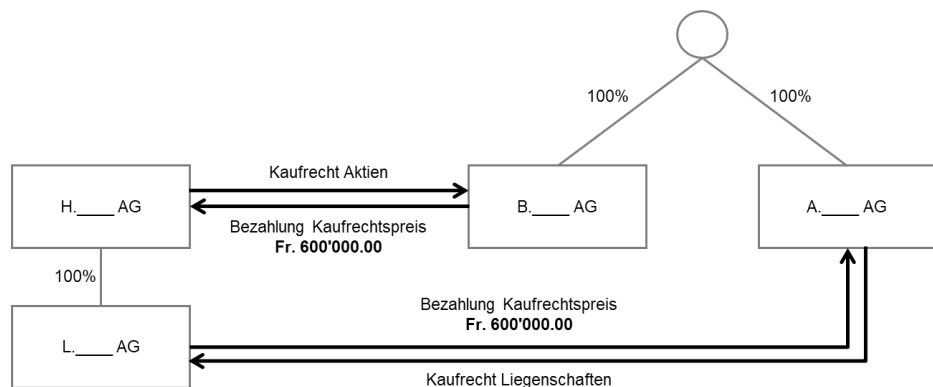 100%
100%
Kaufrecht Aktien
H.____ AG
B.____ AG
A.____ AG
Bezahlung Kaufrechtspreis
Fr. 600'000.00
100%
Bezahlung Kaufrechtspreis
Fr. 600'000.00
L.____ AG
Kaufrecht Liegenschaften